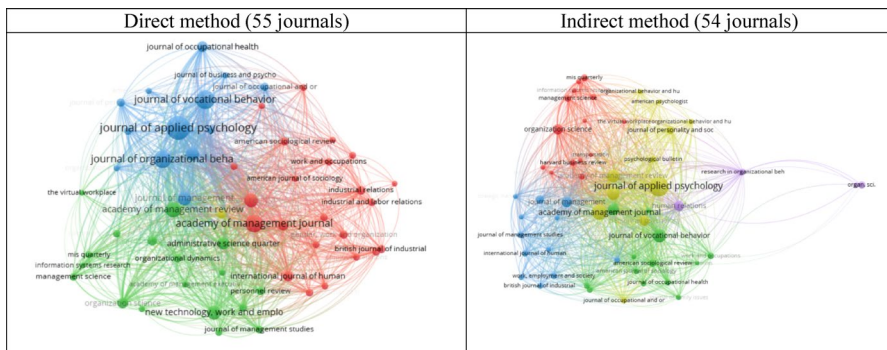 Direct method (55 journals)
journal of occupational health
journal of business and psycho
journal of occupational and or
journal of vocational behavior
journal of applied psychology
american sociological review
journal of organizational beha
work and occupations
american journal of sociology
the virtual workplace
journal of management
industrial relations
academy of management review
industrial and labor relations
academy of management journal
administrative science quarter
british journal of industrial
mis quarterly
organizational dynamics
information systems research
management science
international journal of human
personnel review
organization science
new technology, work and emplo
journal of management studies
Indirect method (54 journals)
mis quarterly
organizational behavior and hu
management science
american psychologist
organization science
journal of personality and soc
harvard business review
psychological bulletin
research in organizational beh
journal of applied psychology
organ. sci.
journal of management
academy of management journal
human relations
journal of management studies
journal of vocational behavior
international journal of human
american sociological review
work, employment and society
journal of occupational health
british journal of industrial
journal of occupational and or